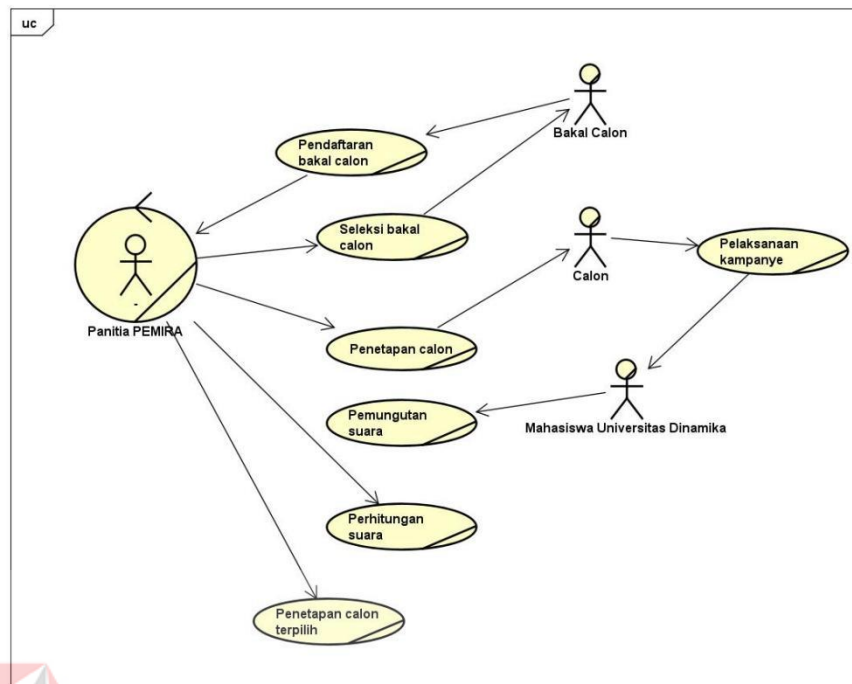 uc
Bakal Calon
Pendaftaran
bakal calon
Seleksi bakal
calon
Calon
Pelaksanaan
kampanye
-
Panitia PEMIRA
Penetapan calon
Pemungutan
suara
Mahasiswa Universitas Dinamika
Perhitungan
suara
Penetapan calon
terpilih